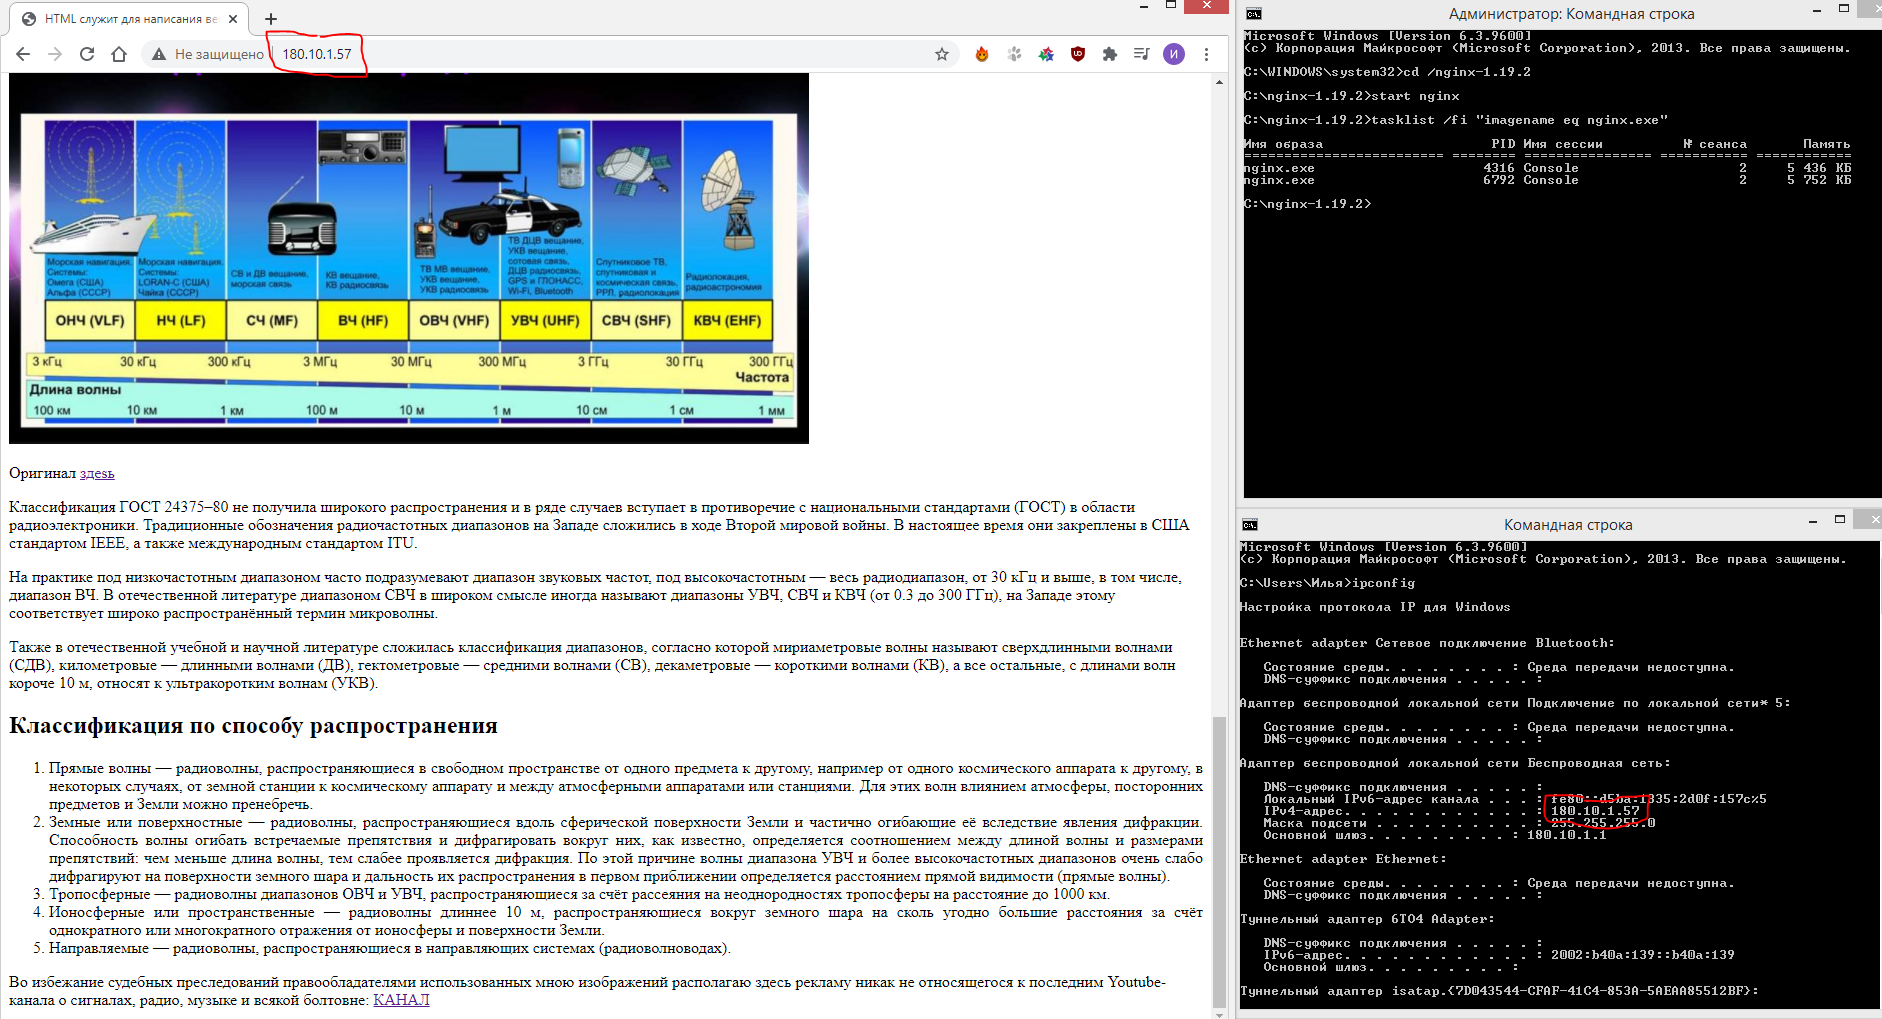 HTML служит для написания ве
Не защищено
180.10.1.57
И
Морская навигация.
Системы:
Омега (США)
Альфа (СССР)
Морская навигация.
Системы:
LORAN-C (США)
Чайка (СССР)
СВ и ДВ вещание,
морская связь
КВ вещание,
КВ радиосвязь
ТВ МВ вещание,
УКВ вещание,
УКВ радиосвязь
ТВ ДЦВ вещание,
УКВ вещание,
сотовая связь,
ДЦВ радиосвязь,
GPS и ГЛОНАСС,
Wi-Fi, Bluetooth
Спутниковое ТВ,
спутниковая и
космическая связь,
РРЛ, радиолокация
Радиолокация,
радиоастрономия
ОНЧ (VLF) НЧ (LF) СЧ (MF) ВЧ (HF) ОВЧ (VHF) УВЧ (UHF) СВЧ (SHF) КВЧ (EHF)
3 кГц 30 кГц 300 кГц 3 МГц 30 МГц 300 МГц 3 ГГц 30 ГГц 300 ГГц
Частота
Длина волны
100 км 10 км 1 км 100 м 10 м 1 м 10 см 1 см 1 мм
Оригинал здесь
Классификация ГОСТ 24375–80 не получила широкого распространения и в ряде случаев вступает в противоречие с национальными стандартами (ГОСТ) в области
радиоэлектроники. Традиционные обозначения радиочастотных диапазонов на Западе сложились в ходе Второй мировой войны. В настоящее время они закреплены в США
стандартом IEEE, а также международным стандартом ITU.
На практике под низкочастотным диапазоном часто подразумевают диапазон звуковых частот, под высокочастотным — весь радиодиапазон, от 30 кГц и выше, в том числе,
диапазон ВЧ. В отечественной литературе диапазоном СВЧ в широком смысле иногда называют диапазоны УВЧ, СВЧ и КВЧ (от 0.3 до 300 ГГц), на Западе этому
соответствует широко распространённый термин микроволны.
Также в отечественной учебной и научной литературе сложилась классификация диапазонов, согласно которой мириаметровые волны называют сверхдлинными волнами
(СДВ), километровые — длинными волнами (ДВ), гектометровые — средними волнами (СВ), декаметровые — короткими волнами (КВ), а все остальные, с длинами волн
короче 10 м, относят к ультракоротким волнам (УКВ).
Классификация по способу распространения
1. Прямые волны — радиоволны, распространяющиеся в свободном пространстве от одного предмета к другому, например от одного космического аппарата к другому, в
некоторых случаях, от земной станции к космическому аппарату и между атмосферными аппаратами или станциями. Для этих волн влиянием атмосферы, посторонних
предметов и Земли можно пренебречь.
2. Земные или поверхностные — радиоволны, распространяющиеся вдоль сферической поверхности Земли и частично огибающие её вследствие явления дифракции.
Способность волны огибать встречаемые препятствия и дифрагировать вокруг них, как известно, определяется соотношением между длиной волны и размерами
препятствий: чем меньше длина волны, тем слабее проявляется дифракция. По этой причине волны диапазона УВЧ и более высокочастотных диапазонов очень слабо
дифрагируют на поверхности земного шара и дальность их распространения в первом приближении определяется расстоянием прямой видимости (прямые волны).
3. Тропосферные — радиоволны диапазонов ОВЧ и УВЧ, распространяющиеся за счёт рассеяния на неоднородностях тропосферы на расстояние до 1000 км.
4. Ионосферные или пространственные — радиоволны длиннее 10 м, распространяющиеся вокруг земного шара на сколь угодно большие расстояния за счёт
однократного или многократного отражения от ионосферы и поверхности Земли.
5. Направляемые — радиоволны, распространяющиеся в направляющих системах (радиоволноводах).
Во избежание судебных преследований правообладателями использованных мною изображений располагаю здесь рекламу никак не относящегося к последним Youtube-
канала о сигналах, радио, музыке и всякой болтовне: КАНАЛ
Администратор: Командная строка
Microsoft Windows [Version 6.3.9600]
(c) Корпорация Майкрософт (Microsoft Corporation), 2013. Все права защищены.
C:\WINDOWS\system32>cd /nginx-1.19.2
C:\nginx-1.19.2>start nginx
C:\nginx-1.19.2>tasklist /fi "imagename eq nginx.exe"
Имя образа PID Имя сессии № сеанса Память
========================= ======== ================ =========== ============
nginx.exe 4316 Console 2 5 436 КБ
nginx.exe 6792 Console 2 5 752 КБ
C:\nginx-1.19.2>
Командная строка
Microsoft Windows [Version 6.3.9600]
(c) Корпорация Майкрософт (Microsoft Corporation), 2013. Все права защищены.
C:\Users\Илья>ipconfig
Настройка протокола IP для Windows
Ethernet adapter Сетевое подключение Bluetooth:
Состояние среды. . . . . . . . : Среда передачи недоступна.
DNS-суффикс подключения . . . . . :
Адаптер беспроводной локальной сети Подключение по локальной сети* 5:
Состояние среды. . . . . . . . : Среда передачи недоступна.
DNS-суффикс подключения . . . . . :
Адаптер беспроводной локальной сети Беспроводная сеть:
DNS-суффикс подключения . . . . . :
Локальный IPv6-адрес канала . . . : fe80::d5ba:1335:2d0f:157c%5
IPv4-адрес. . . . . . . . . . . . : 180.10.1.57
Маска подсети . . . . . . . . . . : 255.255.255.0
Основной шлюз. . . . . . . . . : 180.10.1.1
Ethernet adapter Ethernet:
Состояние среды. . . . . . . . : Среда передачи недоступна.
DNS-суффикс подключения . . . . . :
Туннельный адаптер 6TO4 Adapter:
DNS-суффикс подключения . . . . . :
IPv6-адрес. . . . . . . . . . . . : 2002:b40a:139::b40a:139
Основной шлюз. . . . . . . . . :
Туннельный адаптер isatap.{7D043544-CFAF-41C4-853A-5AEAA85512BF}: